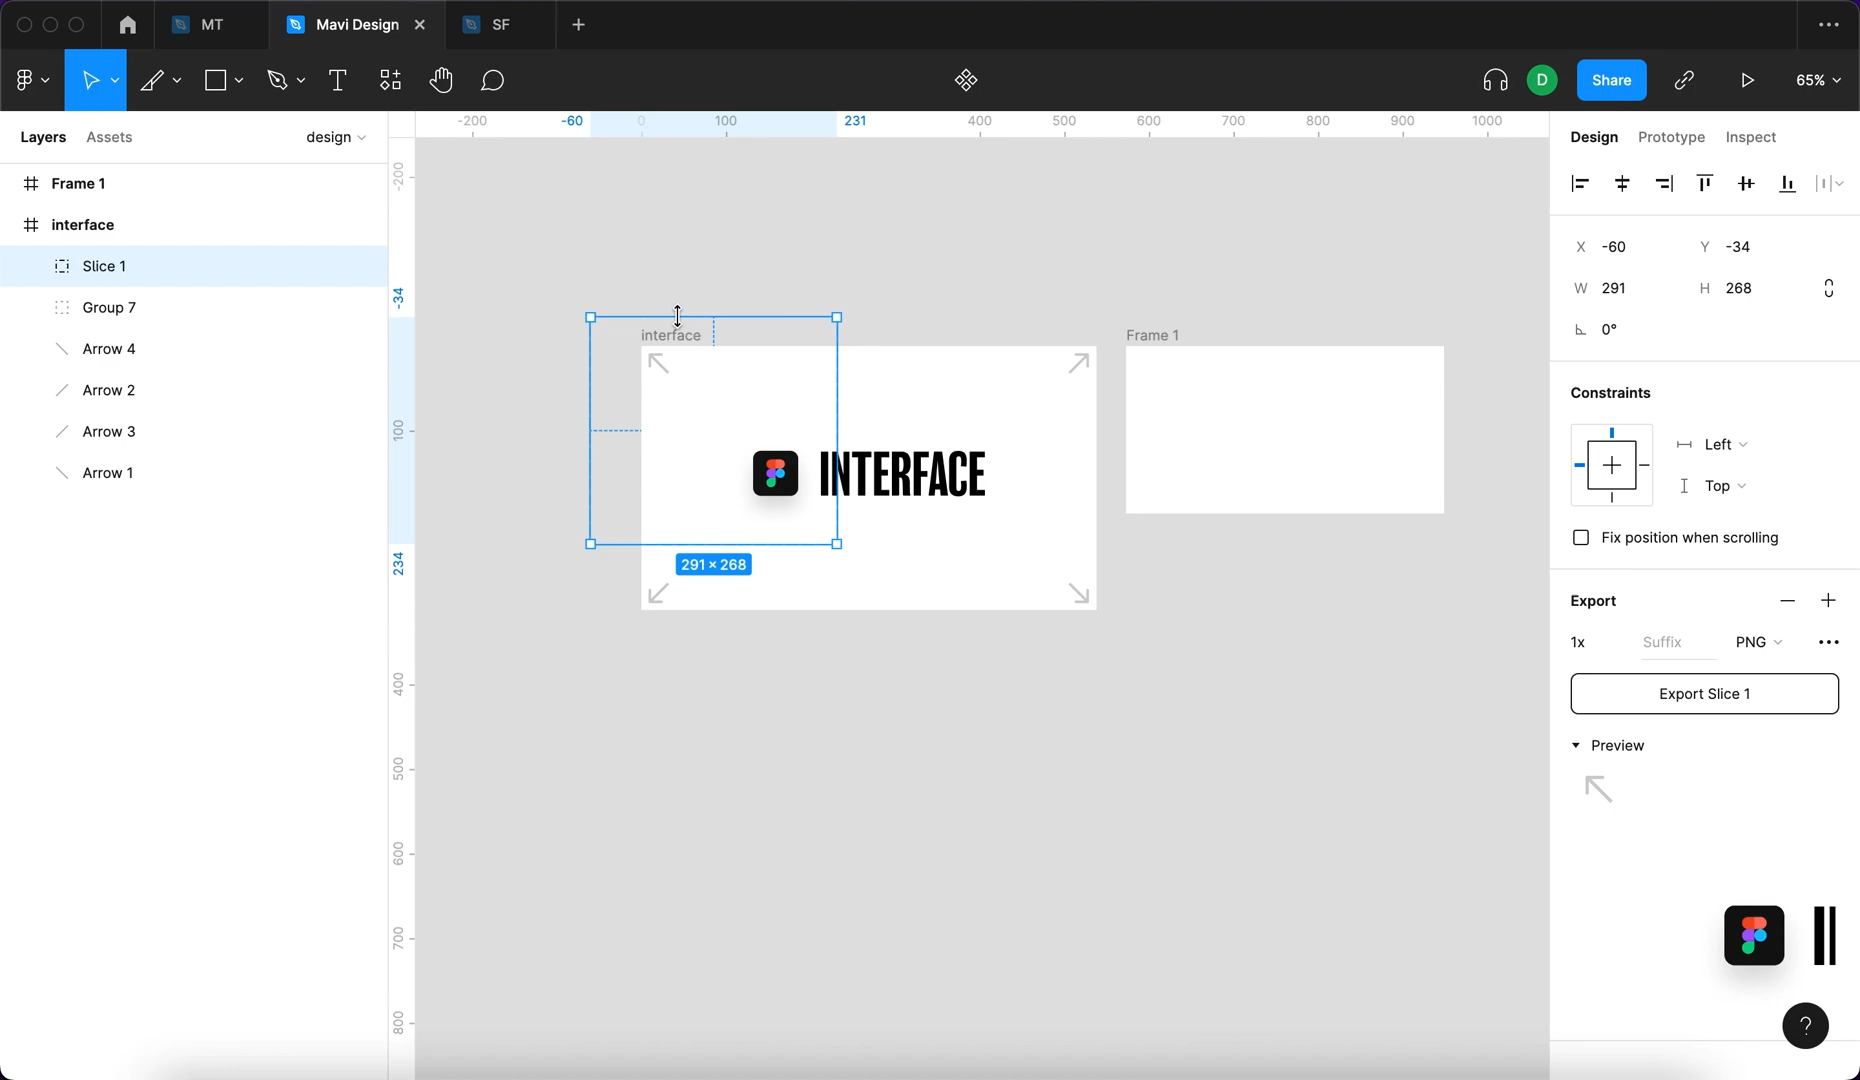 MT
Mavi Design
SF
D
Share
65%
Layers
Assets
design
Frame 1
interface
Slice 1
Group 7
Arrow 4
Arrow 2
Arrow 3
Arrow 1
-200
-60
0
100
231
400
500
600
700
800
900
1000
-200
-34
100
234
400
500
600
700
800
interface
Frame 1
INTERFACE
291 × 268
Design
Prototype
Inspect
X -60
Y -34
W 291
H 268
0°
Constraints
Left
Top
Fix position when scrolling
Export
1x
Suffix
PNG
Export Slice 1
Preview
?